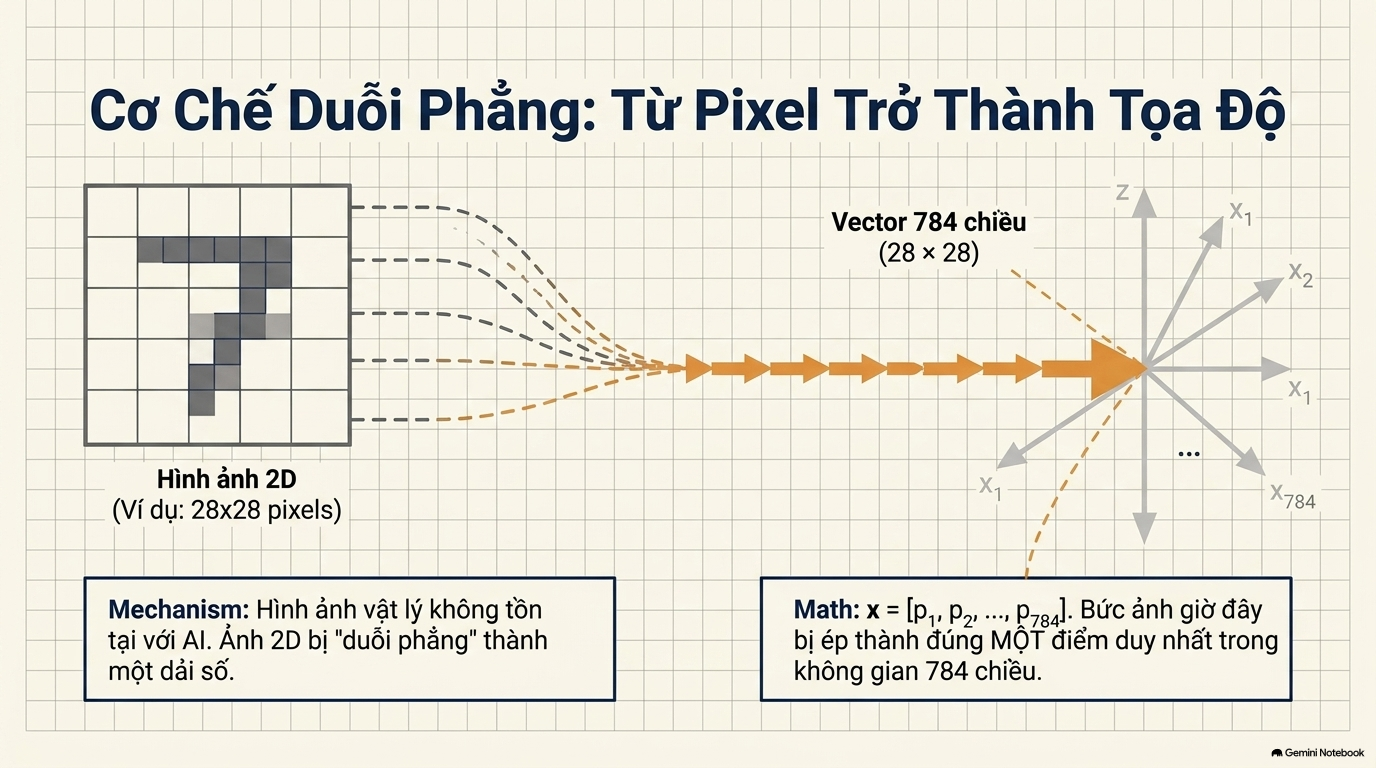 Cơ Chế Duỗi Phẳng: Từ Pixel Trở Thành Tọa Độ
Vector 784 chiều
(28 × 28)
z
x₁
x₂
x₁
x₁
...
x₇₈₄
Hình ảnh 2D
(Ví dụ: 28x28 pixels)
Mechanism: Hình ảnh vật lý không tồn
tại với AI. Ảnh 2D bị "duỗi phẳng" thành
một dải số.
Math: x = [p₁, p₂, ..., p₇₈₄]. Bức ảnh giờ đây
bị ép thành đúng MỘT điểm duy nhất trong
không gian 784 chiều.
Gemini Notebook